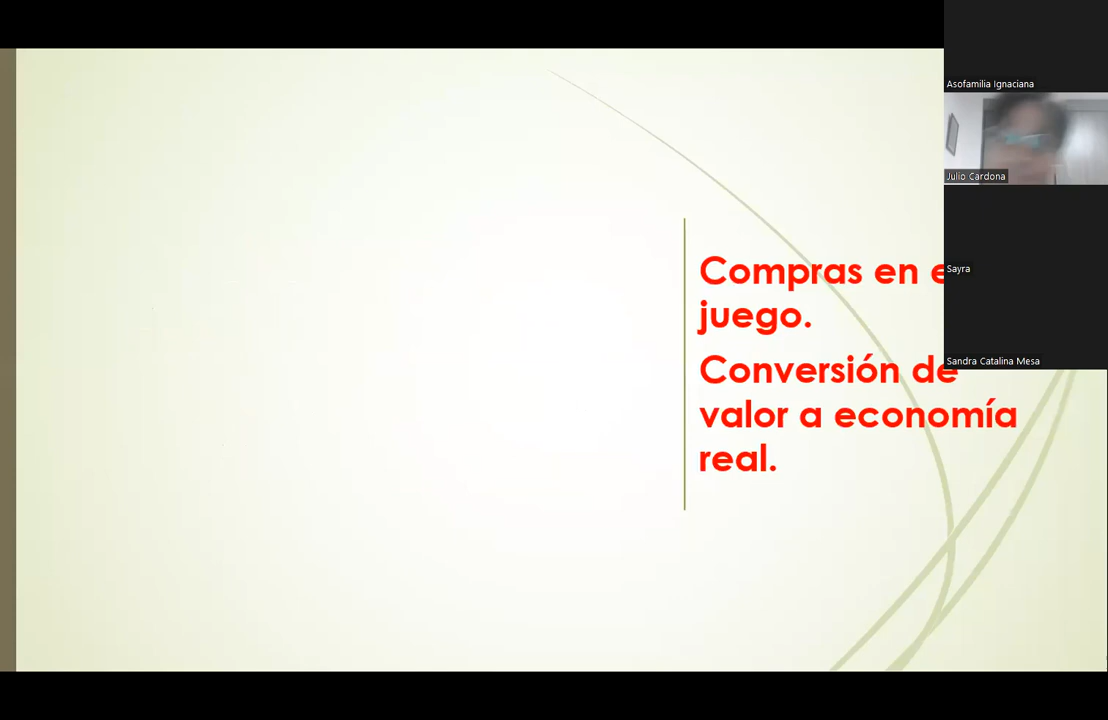 Asofamilia Ignaciana
Julio Cardona
Sayra
Sandra Catalina Mesa
Compras en e
juego.
Conversión de
valor a economía
real.